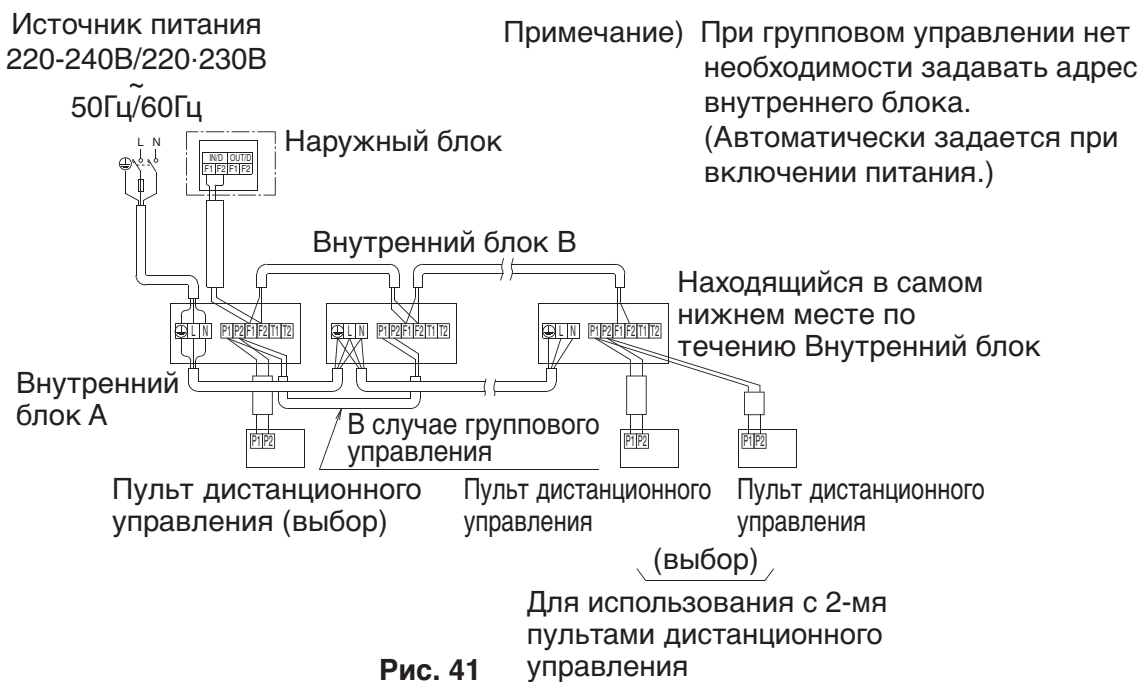 Источник питания
220-240В/220·230В
~
50Гц/60Гц
Примечание) При групповом управлении нет
необходимости задавать адрес
внутреннего блока.
(Автоматически задается при
включении питания.)
L N
IN/D OUT/D
F1 F2 F1 F2
Наружный блок
Внутренний блок B
Находящийся в самом
нижнем месте по
течению Внутренний блок
L N P1 P2 F1 F2 T1 T2
L N P1 P2 F1 F2 T1 T2
L N P1 P2 F1 F2 T1 T2
Внутренний
блок A
В случае группового
управления
P1 P2
P1 P2
P1 P2
Пульт дистанционного
управления (выбор)
Пульт дистанционного
управления
Пульт дистанционного
управления
(выбор)
Для использования с 2-мя
пультами дистанционного
управления
Рис. 41